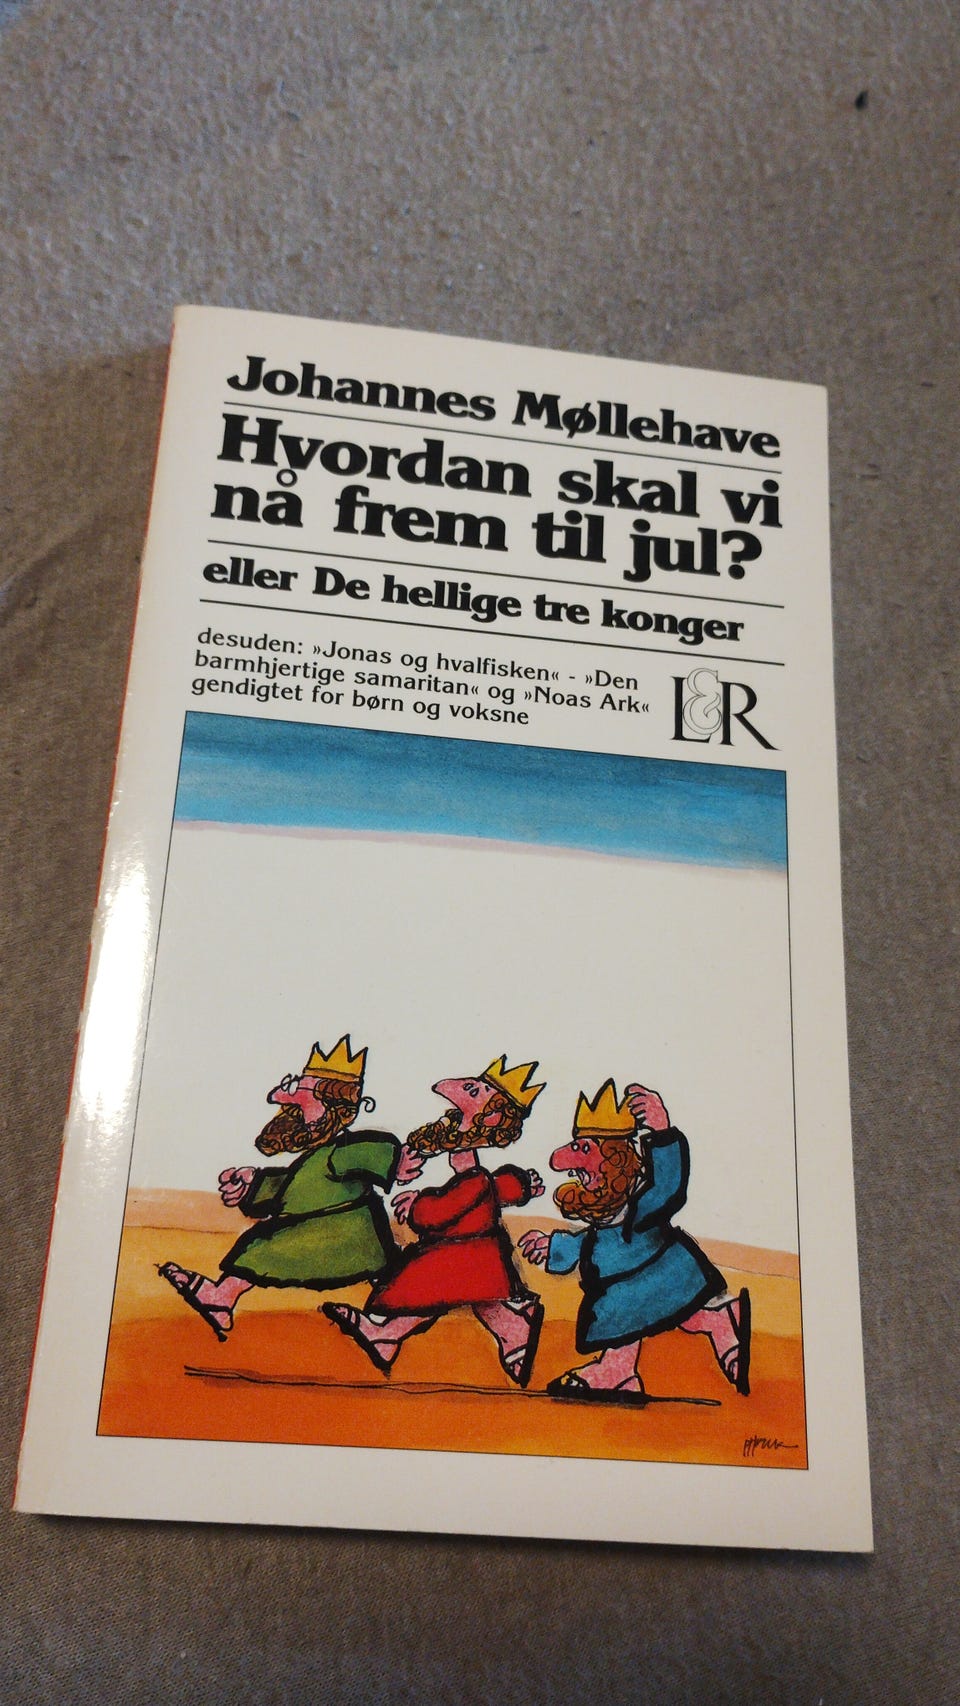 Johannes Møllehave
Hvordan skal vi
nå frem til jul?
eller De hellige tre konger
desuden: »Jonas og hvalfisken« - »Den
barmhjertige samaritan« og »Noas Ark«
gendigtet for børn og voksne
L&R